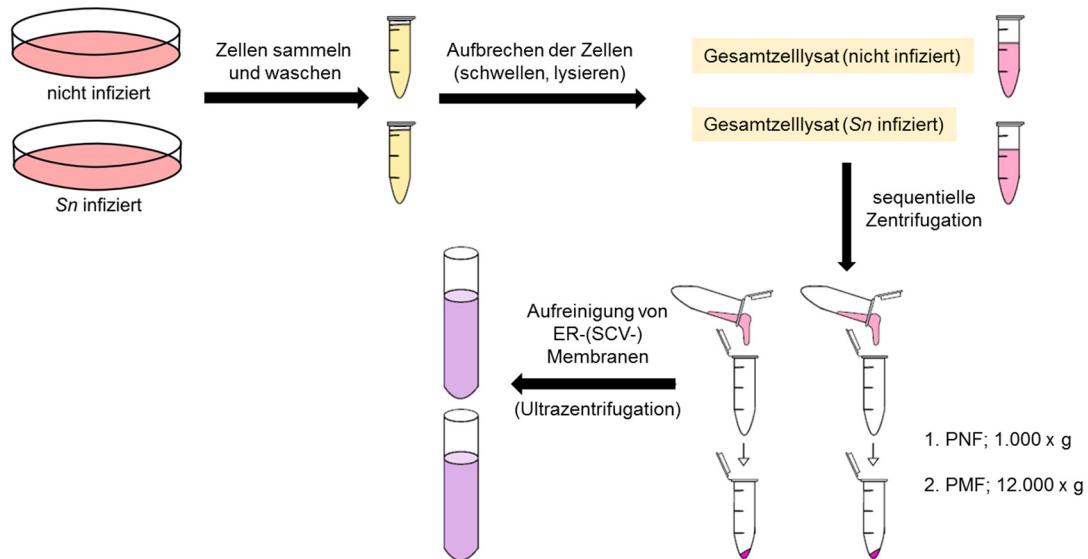 nicht infiziert
Sn infiziert
Zellen sammeln
und waschen
Aufbrechen der Zellen
(schwellen, lysieren)
Gesamtzelllysat (nicht infiziert)
Gesamtzelllysat (Sn infiziert)
sequentielle
Zentrifugation
Aufreinigung von
ER-(SCV-)
Membranen
(Ultrazentrifugation)
1. PNF; 1.000 x g
2. PMF; 12.000 x g